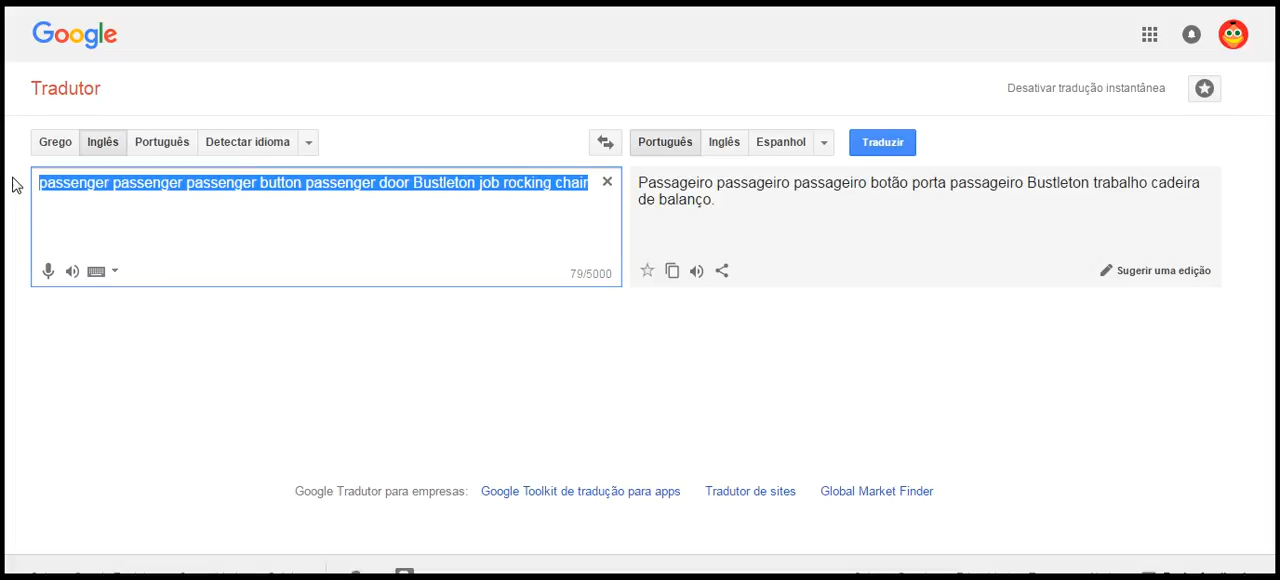 Google
Tradutor
Desativar tradução instantânea
Grego Inglês Português Detectar idioma
Português Inglês Espanhol Traduzir
passenger passenger passenger button passenger door Bustleton job rocking chair
79/5000
Passageiro passageiro passageiro botão porta passageiro Bustleton trabalho cadeira
de balanço.
Sugerir uma edição
Google Tradutor para empresas: Google Toolkit de tradução para apps Tradutor de sites Global Market Finder